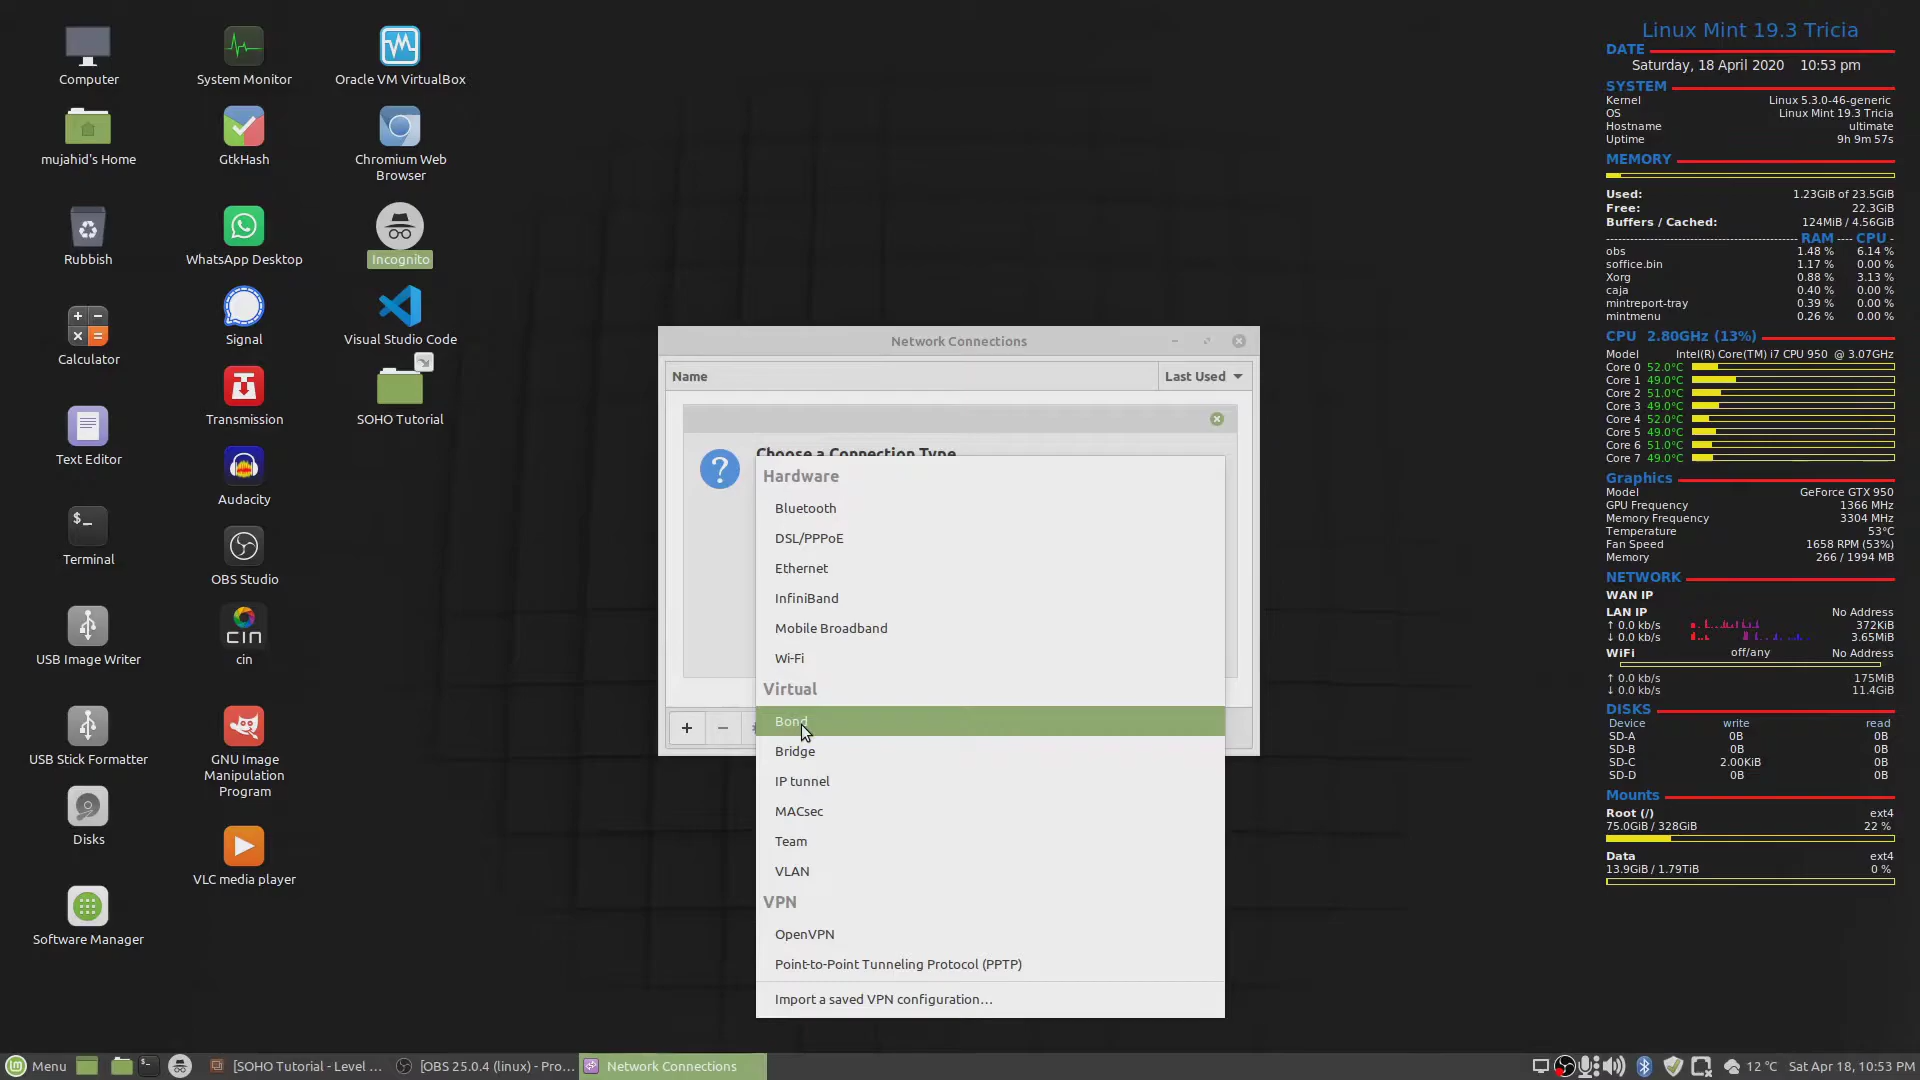 Computer
mujahid's Home
Rubbish
Calculator
Text Editor
Terminal
USB Image Writer
USB Stick Formatter
Disks
Software Manager
System Monitor
GtkHash
WhatsApp Desktop
Signal
Transmission
Audacity
OBS Studio
cin
cin
GNU Image
Manipulation
Program
VLC media player
Oracle VM VirtualBox
Chromium Web
Browser
Incognito
Visual Studio Code
SOHO Tutorial
Network Connections
Name
Last Used
Choose a Connection Type
Hardware
Bluetooth
DSL/PPPoE
Ethernet
InfiniBand
Mobile Broadband
Wi-Fi
Virtual
Bond
Bridge
IP tunnel
MACsec
Team
VLAN
VPN
OpenVPN
Point-to-Point Tunneling Protocol (PPTP)
Import a saved VPN configuration…
Linux Mint 19.3 Tricia
DATE
Saturday, 18 April 2020 10:53 pm
SYSTEM
Kernel Linux 5.3.0-46-generic
OS Linux Mint 19.3 Tricia
Hostname ultimate
Uptime 9h 9m 57s
MEMORY
Used: 1.23GiB of 23.5GiB
Free: 22.3GiB
Buffers / Cached: 124MiB / 4.56GiB
RAM ---- CPU -
obs 1.48 % 6.14 %
soffice.bin 1.17 % 0.00 %
Xorg 0.88 % 3.13 %
caja 0.40 % 0.00 %
mintreport-tray 0.39 % 0.00 %
mintmenu 0.26 % 0.00 %
CPU 2.80GHz (13%)
Model Intel(R) Core(TM) i7 CPU 950 @ 3.07GHz
Core 0 52.0°C
Core 1 49.0°C
Core 2 51.0°C
Core 3 49.0°C
Core 4 52.0°C
Core 5 49.0°C
Core 6 51.0°C
Core 7 49.0°C
Graphics
Model GeForce GTX 950
GPU Frequency 1366 MHz
Memory Frequency 3304 MHz
Temperature 53°C
Fan Speed 1658 RPM (53%)
Memory 266 / 1994 MB
NETWORK
WAN IP
LAN IP No Address
↑ 0.0 kb/s 372KiB
↓ 0.0 kb/s 3.65MiB
WiFi off/any No Address
↑ 0.0 kb/s 175MiB
↓ 0.0 kb/s 11.4GiB
DISKS
Device write read
SD-A 0B 0B
SD-B 0B 0B
SD-C 2.00KiB 0B
SD-D 0B 0B
Mounts
Root (/) ext4
75.0GiB / 328GiB 22 %
Data ext4
13.9GiB / 1.79TiB 0 %
Menu
[SOHO Tutorial - Level ...
[OBS 25.0.4 (linux) - Pro...
Network Connections
12 °C
Sat Apr 18, 10:53 PM